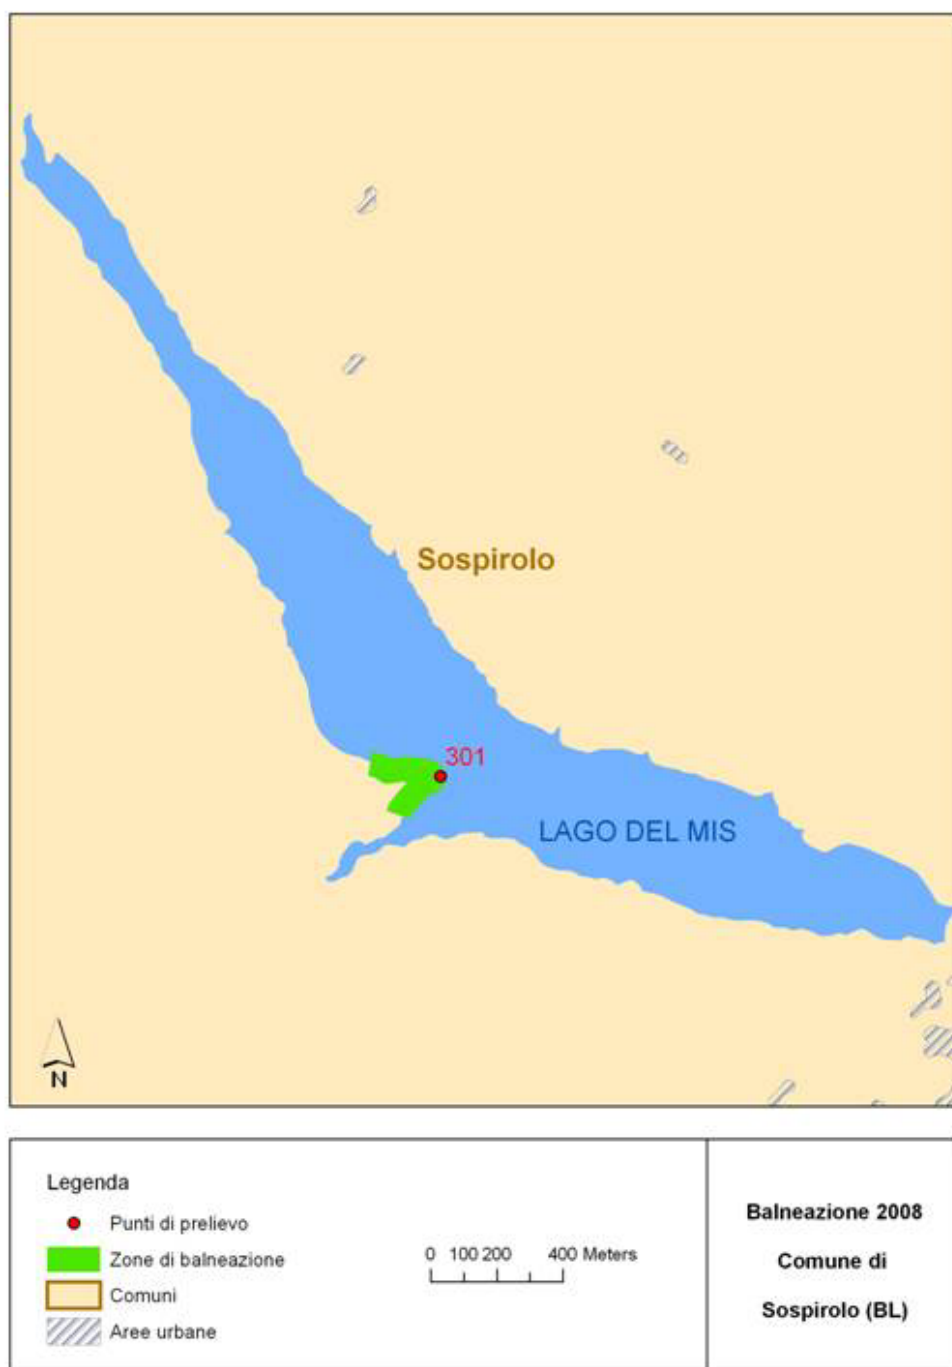 301
Sospirolo
LAGO DEL MIS
N
Legenda
Punti di prelievo
Zone di balneazione
Comuni
Aree urbane
0 100 200 400 Meters
Balneazione 2008
Comune di
Sospirolo (BL)